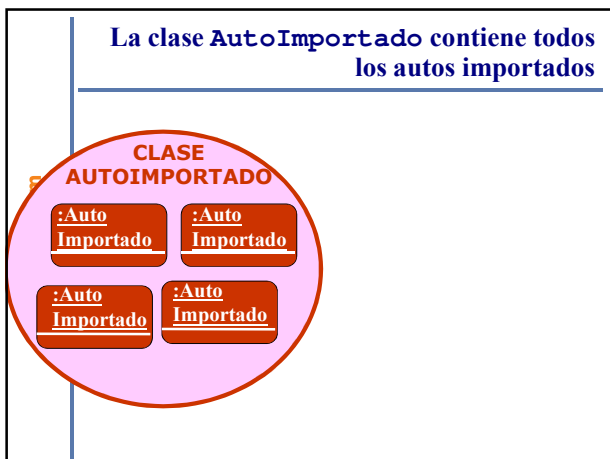 La clase AutoImportado contiene todos
los autos importados
CLASE
AUTOIMPORTADO
:Auto
Importado
:Auto
Importado
:Auto
Importado
:Auto
Importado